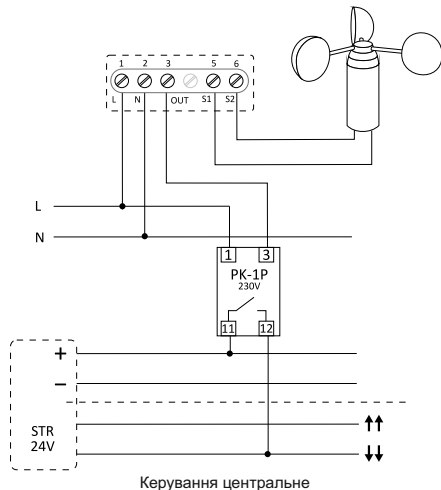 1 2 3 5 6
L N OUT S1 S2
L
N
1 3
PK-1P
230V
11 12
+
−
STR
24V
Керування центральне